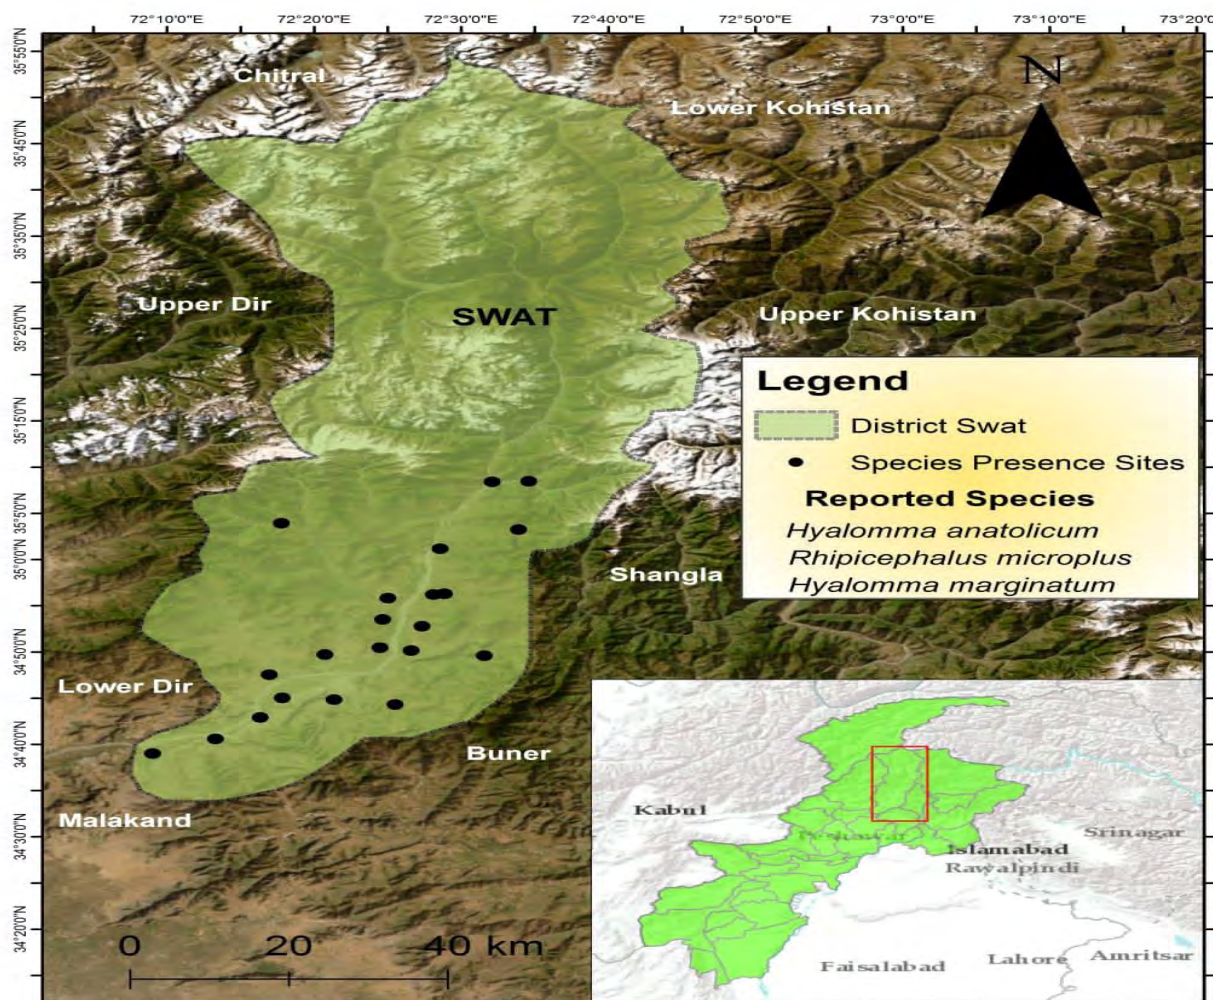 72°10'0"E 72°20'0"E 72°30'0"E 72°40'0"E 72°50'0"E 73°0'0"E 73°10'0"E 73°20'0
35°55'0"N
N
Chitral
Lower Kohistan
35°45'0"N
35°35'0"N
Upper Dir
SWAT
Upper Kohistan
35°25'0"N
Legend
District Swat
35°15'0"N
Species Presence Sites
Reported Species
35°5'0"N
Hyalomma anatolicum
Rhipicephalus microplus
35°0'0"N
Shangla
Hyalomma marginatum
34°50'0"N
Lower Dir
34°40'0"N
Buner
Malakand
34°30'0"N
Kabul
Srinagar
Islamabad
Rawalpindi
34°20'0"N
0 20 40 km
Faisalabad
Lahore
Amritsar